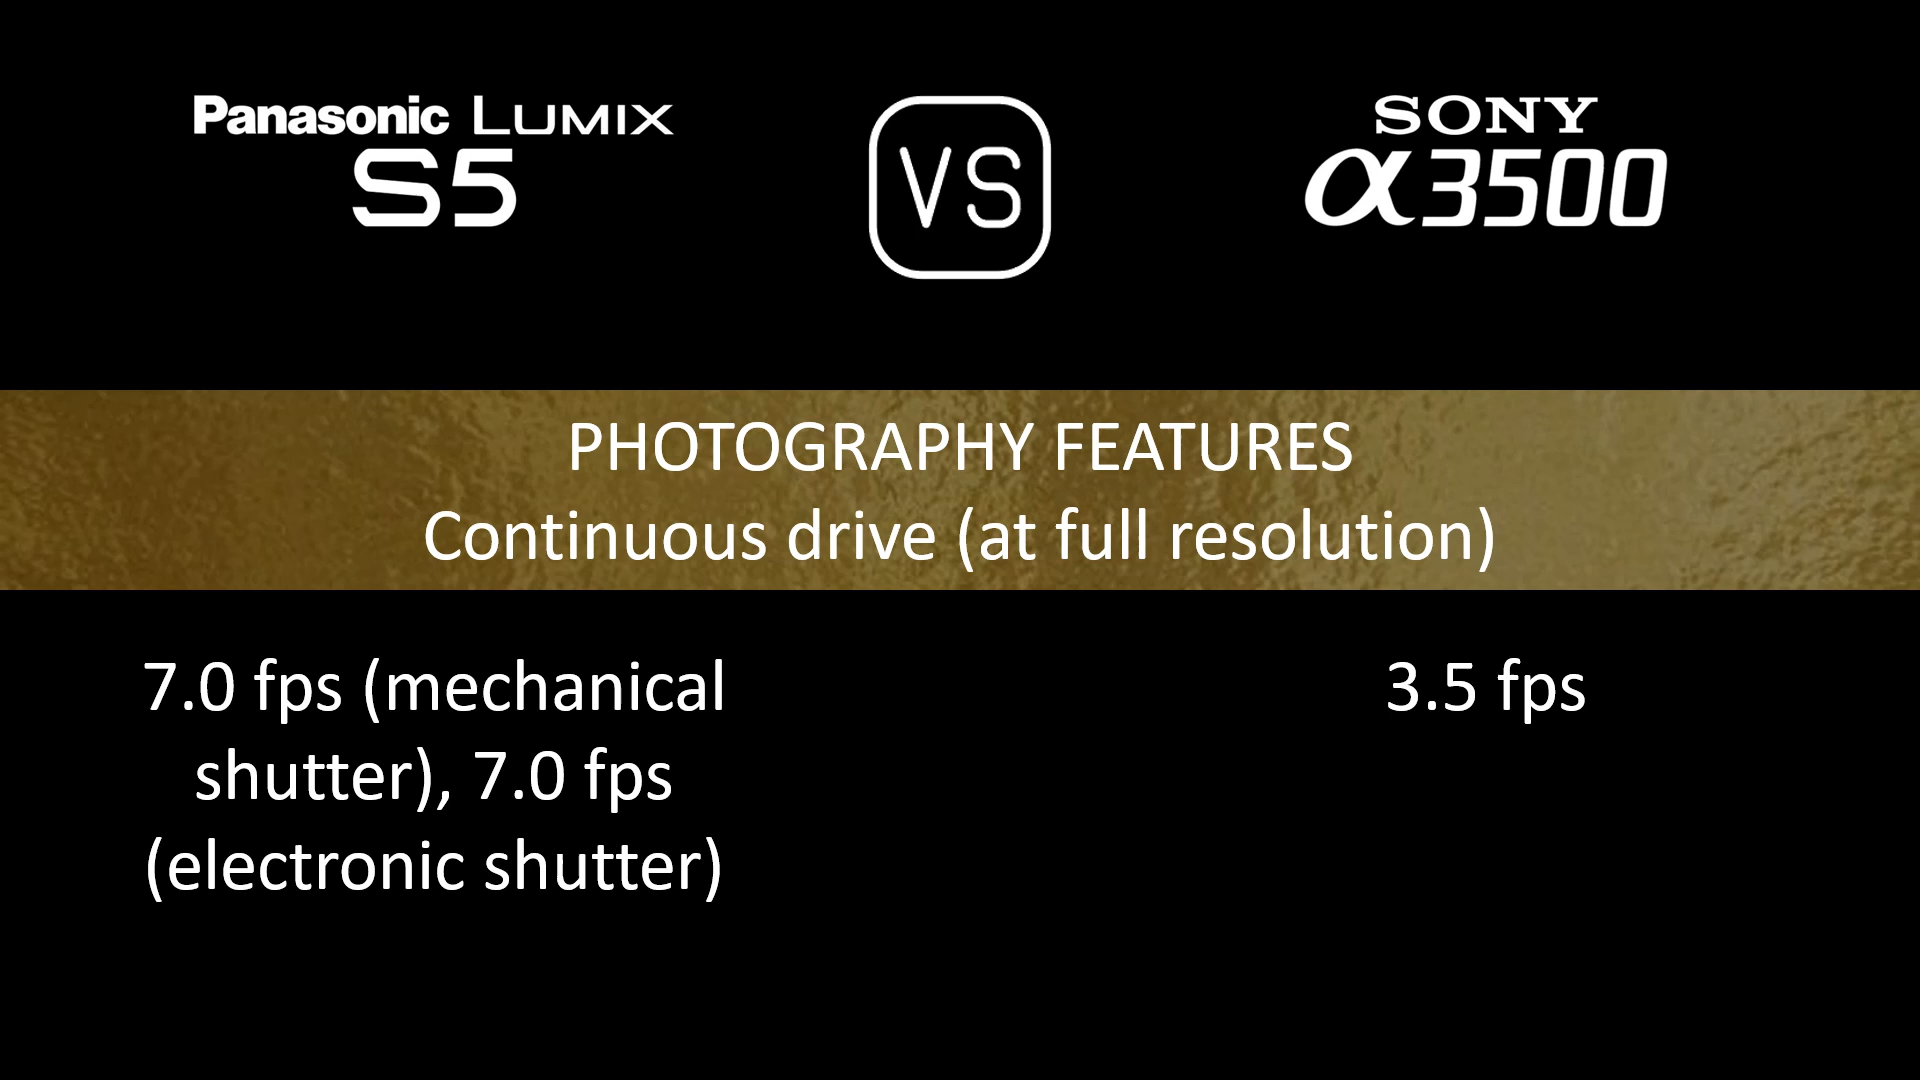 Panasonic LUMIX
S5
VS
SONY
α3500
PHOTOGRAPHY FEATURES
Continuous drive (at full resolution)
7.0 fps (mechanical
shutter), 7.0 fps
(electronic shutter)
3.5 fps